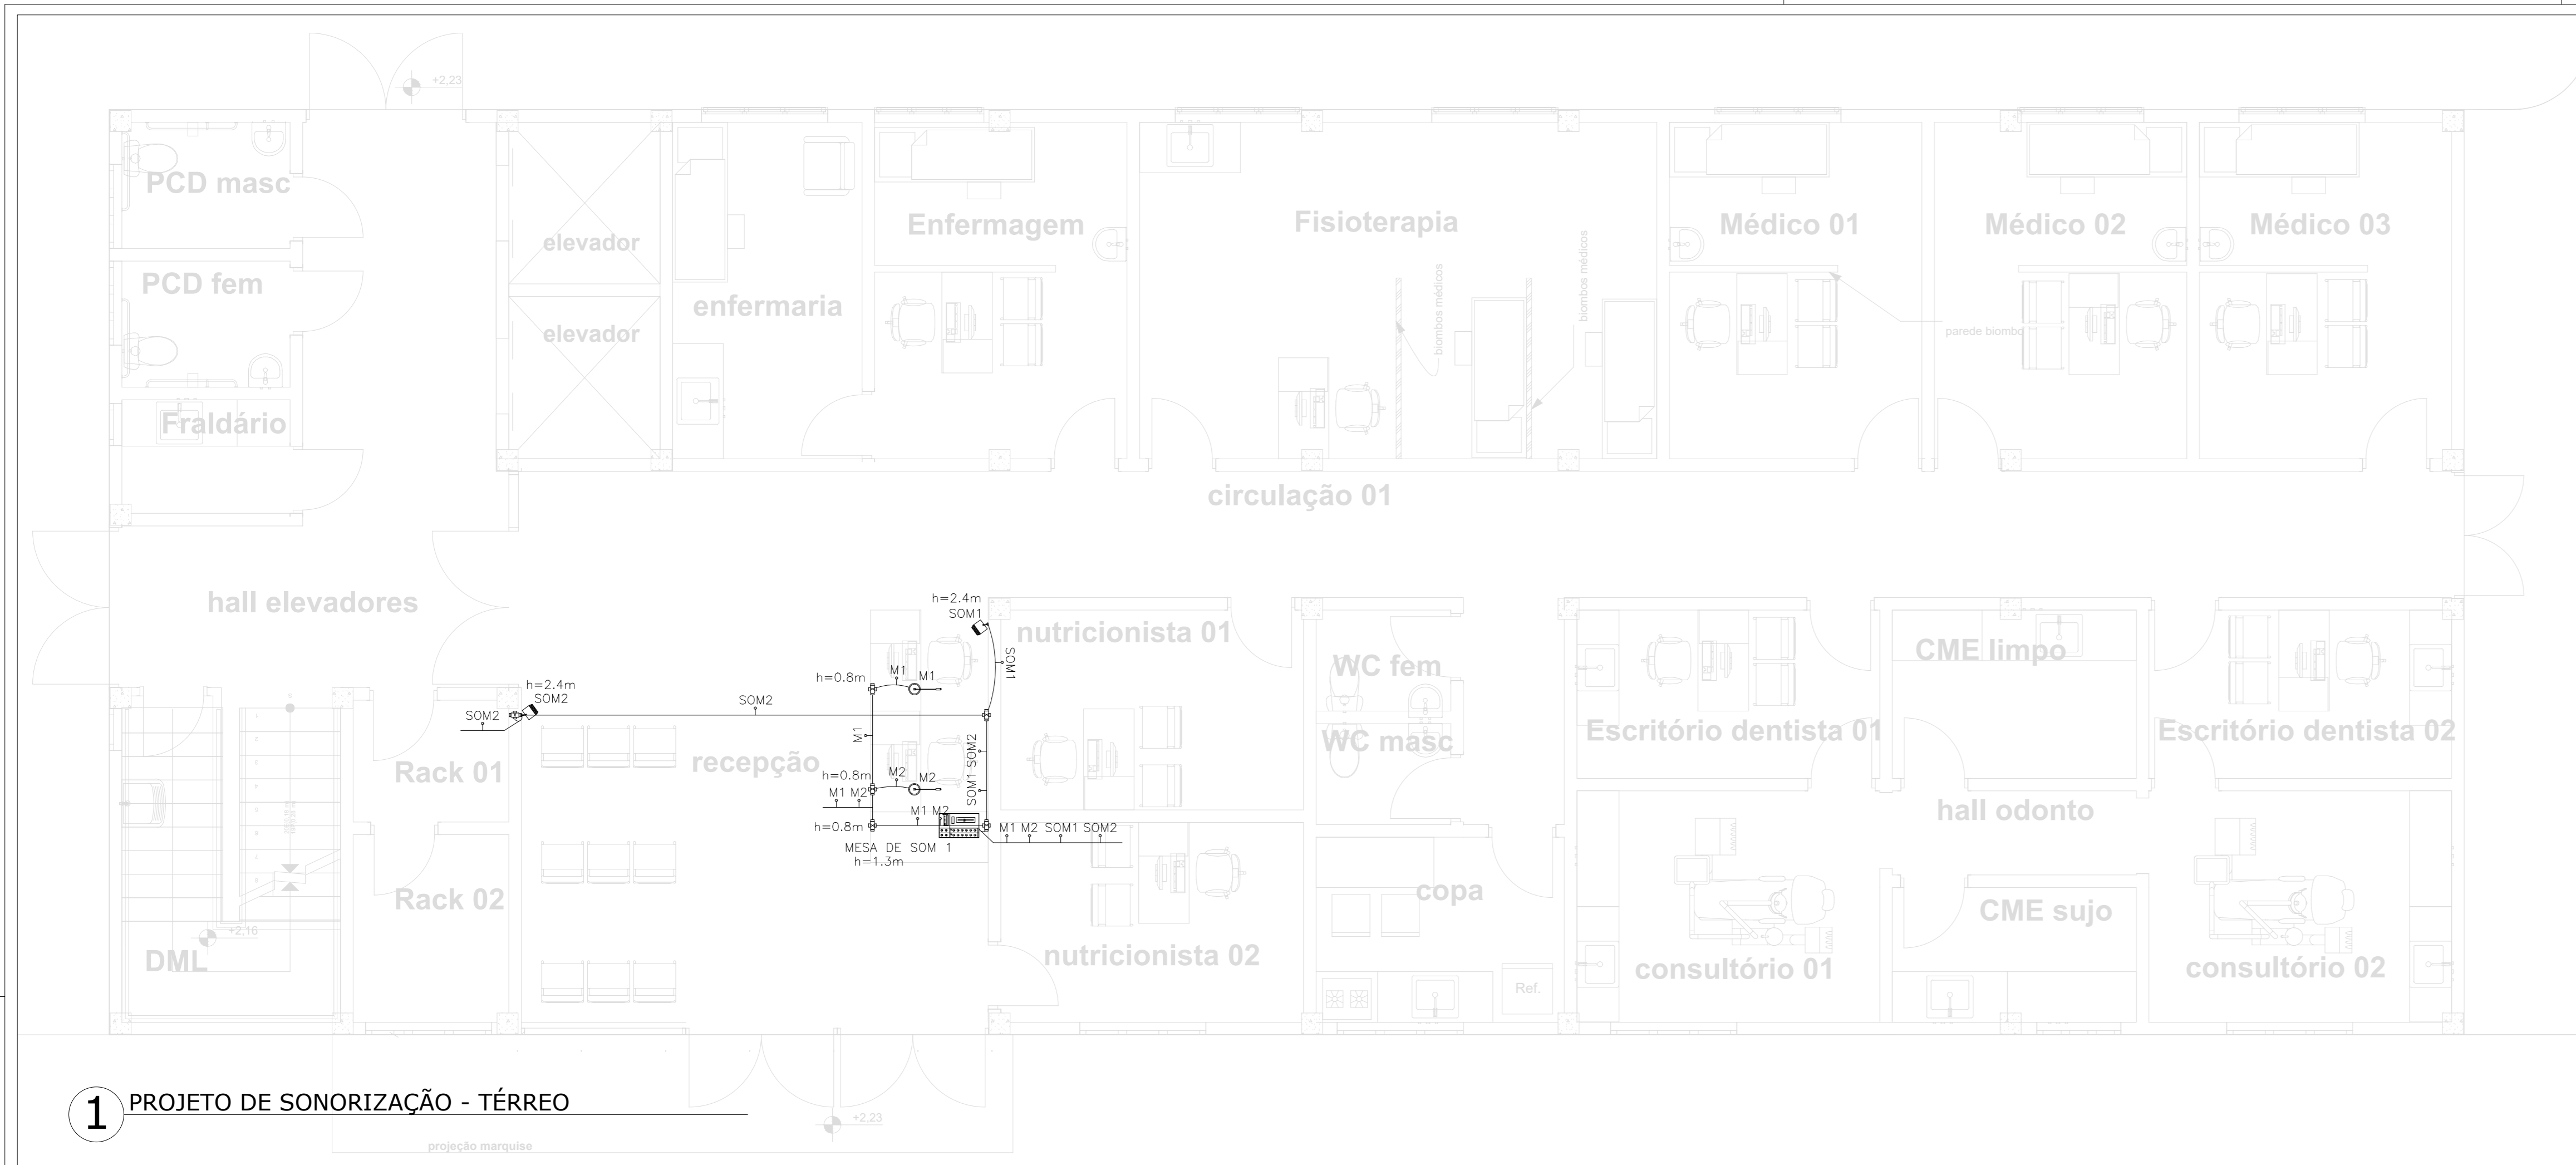 +2,23
PCD masc
Enfermagem
Fisioterapia
Médico 01
Médico 02
Médico 03
elevador
PCD fem
enfermaria
biombos médicos
biombos médicos
elevador
parede biombo
Fraldário
circulação 01
hall elevadores
h=2.4m
SOM1
nutricionista 01
WC fem
CME limpo
SOM1
h=0.8m
M1
M1
h=2.4m
SOM2
SOM2
SOM2
M1
SOM1 SOM2
WC masc
Escritório dentista 01
Escritório dentista 02
Rack 01
recepção
h=0.8m
M2
M2
M1 M2
M1 M2
h=0.8m
M1 M2 SOM1 SOM2
MESA DE SOM 1
h=1.3m
hall odonto
Rack 02
copa
CME sujo
+2,16
DML
nutricionista 02
consultório 01
consultório 02
Ref.
1
PROJETO DE SONORIZAÇÃO - TÉRREO
+2,23
projeção marquise